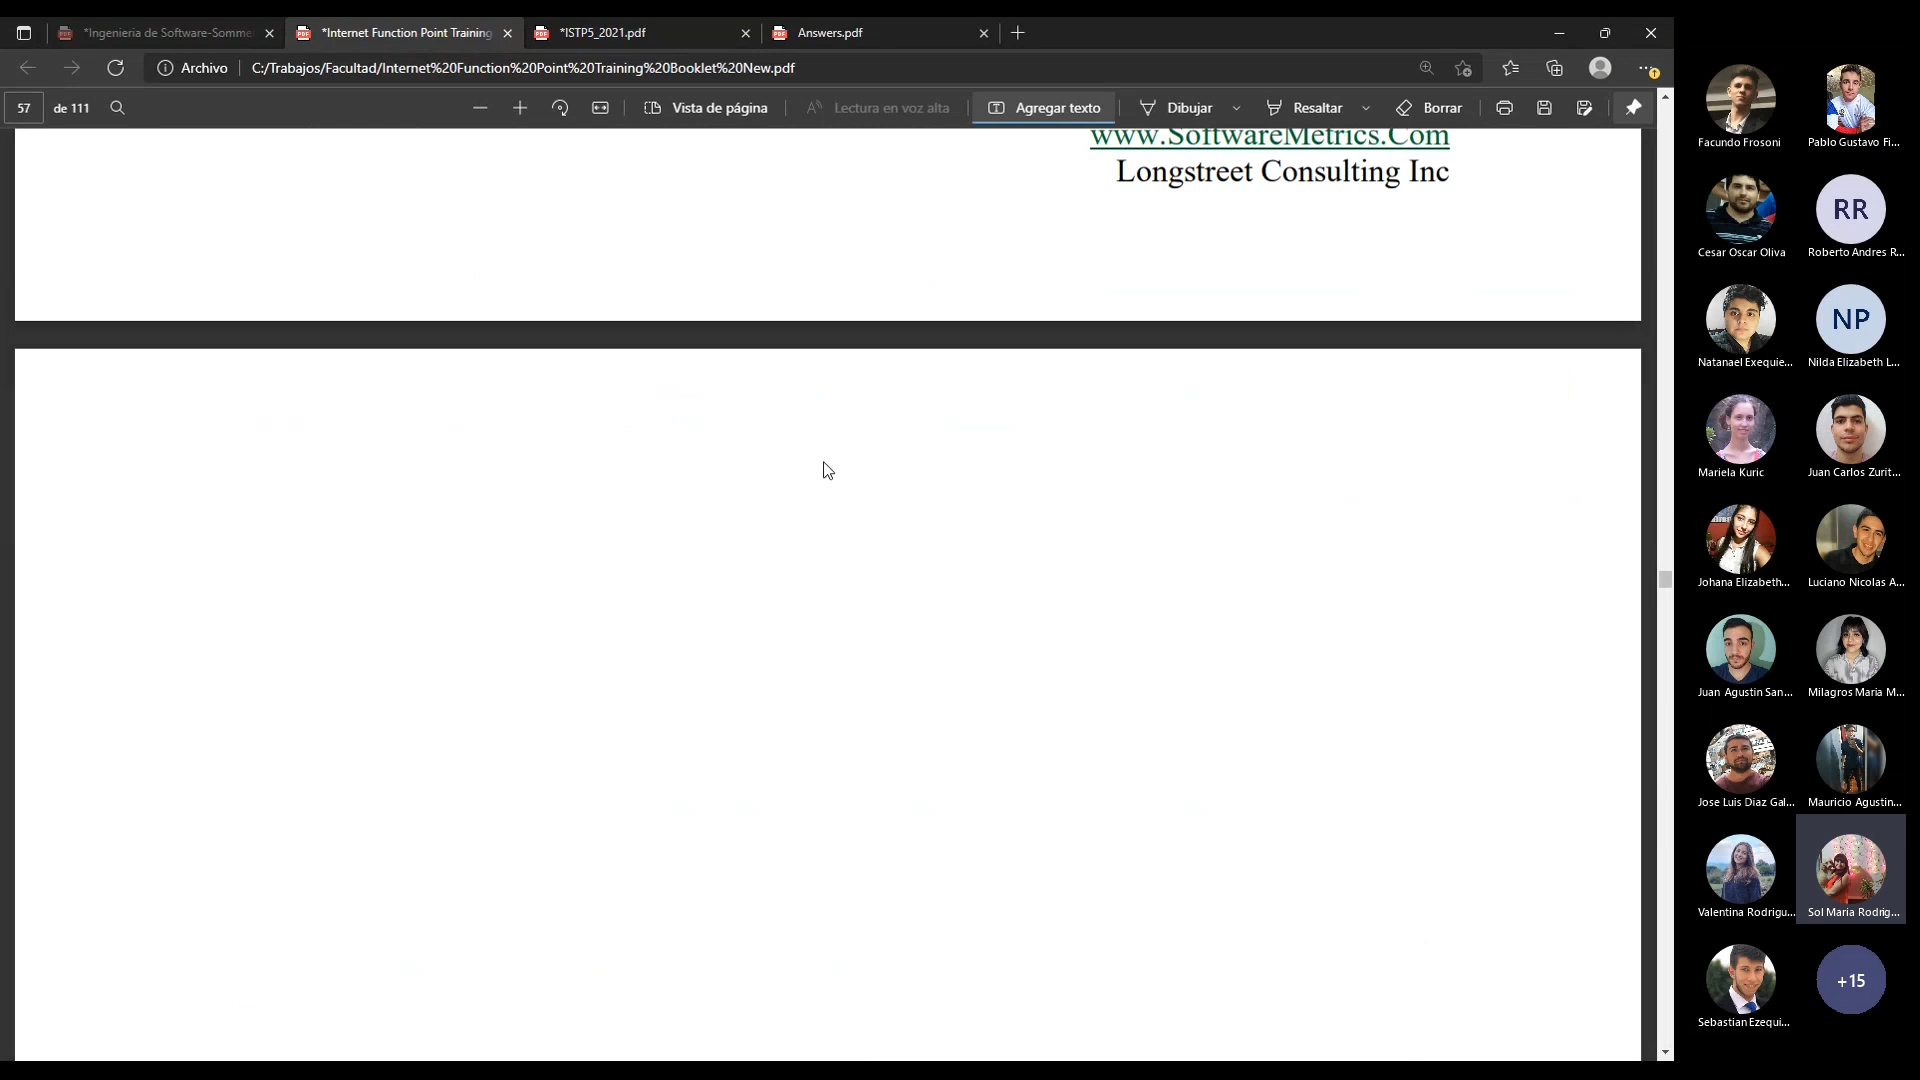 *Ingenieria de Software-Somme
*Internet Function Point Training
*ISTP5_2021.pdf
Answers.pdf
Archivo
C:/Trabajos/Facultad/Internet%20Function%20Point%20Training%20Booklet%20New.pdf
57
de 111
Vista de página
Lectura en voz alta
Agregar texto
Dibujar
Resaltar
Borrar
www.SoftwareMetrics.Com
Longstreet Consulting Inc
Facundo Frosoni
Pablo Gustavo Fi...
Cesar Oscar Oliva
RR
Roberto Andres R...
Natanael Exequie...
NP
Nilda Elizabeth L...
Mariela Kuric
Juan Carlos Zurit...
Johana Elizabeth...
Luciano Nicolas A...
Juan Agustin San...
Milagros Maria M...
Jose Luis Diaz Gal...
Mauricio Agustin...
Valentina Rodrigu...
Sol Maria Rodrig...
Sebastian Ezequi...
+15